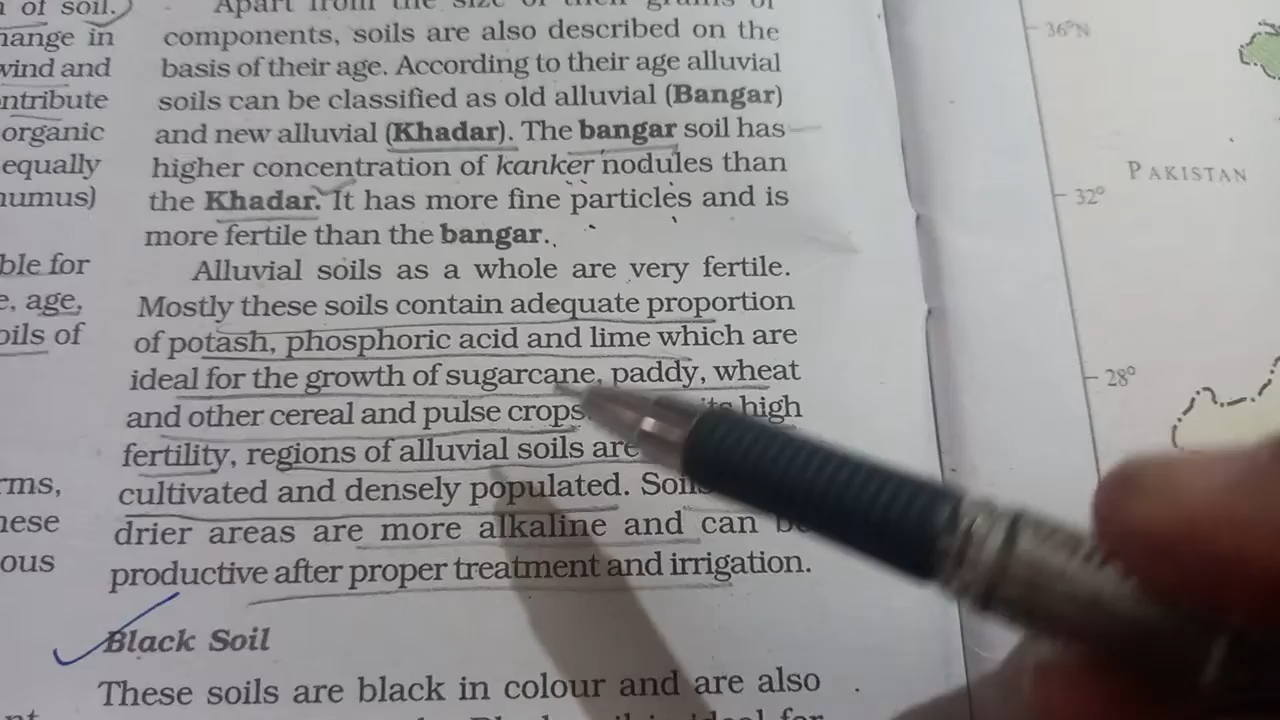 of soil.
hange in
wind and
ntribute
organic
equally
humus)
ble for
e, age,
oils of
rms,
hese
ous
Apart from the size of their grains or
components, soils are also described on the
basis of their age. According to their age alluvial
soils can be classified as old alluvial (Bangar)
and new alluvial (Khadar). The bangar soil has
higher concentration of kanker nodules than
the Khadar. It has more fine particles and is
more fertile than the bangar.
Alluvial soils as a whole are very fertile.
Mostly these soils contain adequate proportion
of potash, phosphoric acid and lime which are
ideal for the growth of sugarcane, paddy, wheat
and other cereal and pulse crops. its high
fertility, regions of alluvial soils are
cultivated and densely populated.
drier areas are more alkaline and can
productive after proper treatment and irrigation.
Black Soil
These soils are black in colour and are also
36°N
PAKISTAN
32°
28°